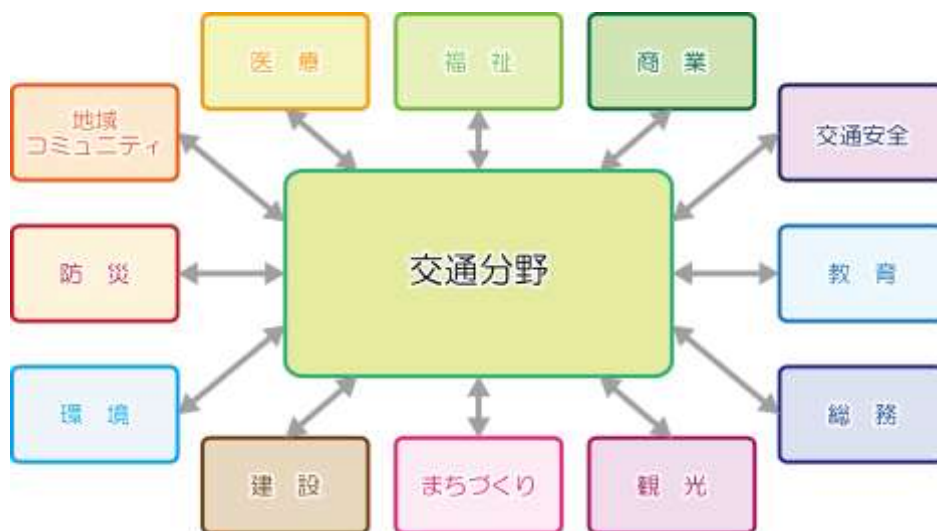 医療
福祉
商業
地域
コミュニティ
交通安全
防災
交通分野
教育
環境
総務
建設
まちづくり
観光